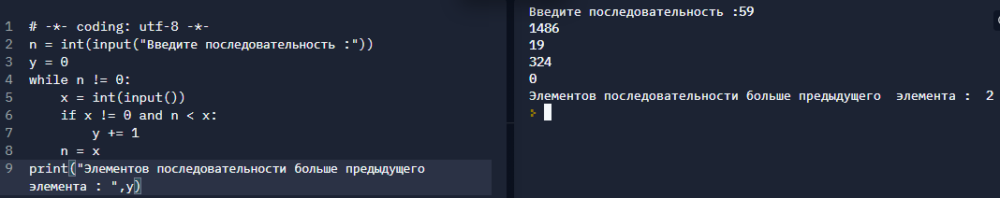 1 # -*- coding: utf-8 -*-
2 n = int(input("Введите последовательность :"))
3 y = 0
4 while n != 0:
5     x = int(input())
6     if x != 0 and n < x:
7         y += 1
8     n = x
9 print("Элементов последовательности больше предыдущего
элемента : ",y)
Введите последовательность :59
1486
19
324
0
Элементов последовательности больше предыдущего  элемента :  2
>